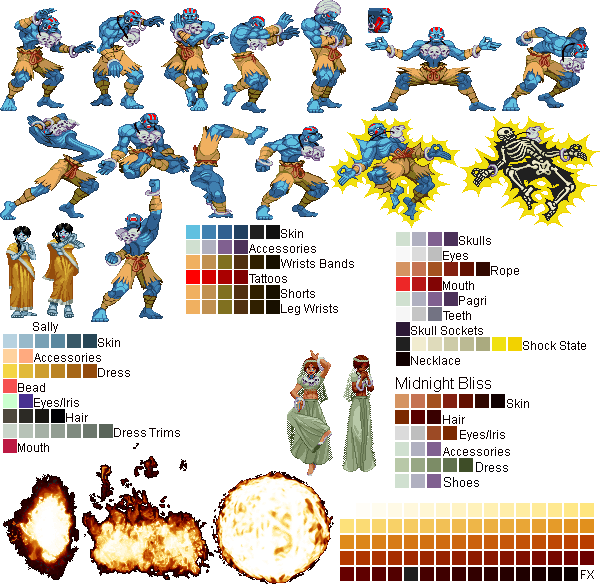 Skin
Accessories
Wrists Bands
Tattoos
Shorts
Leg Wrists
Skulls
Eyes
Rope
Mouth
Pagri
Teeth
Skull Sockets
Shock State
Necklace
Sally
Skin
Accessories
Dress
Bead
Eyes/Iris
Hair
Dress Trims
Mouth
Midnight Bliss
Skin
Hair
Eyes/Iris
Accessories
Dress
Shoes
FX